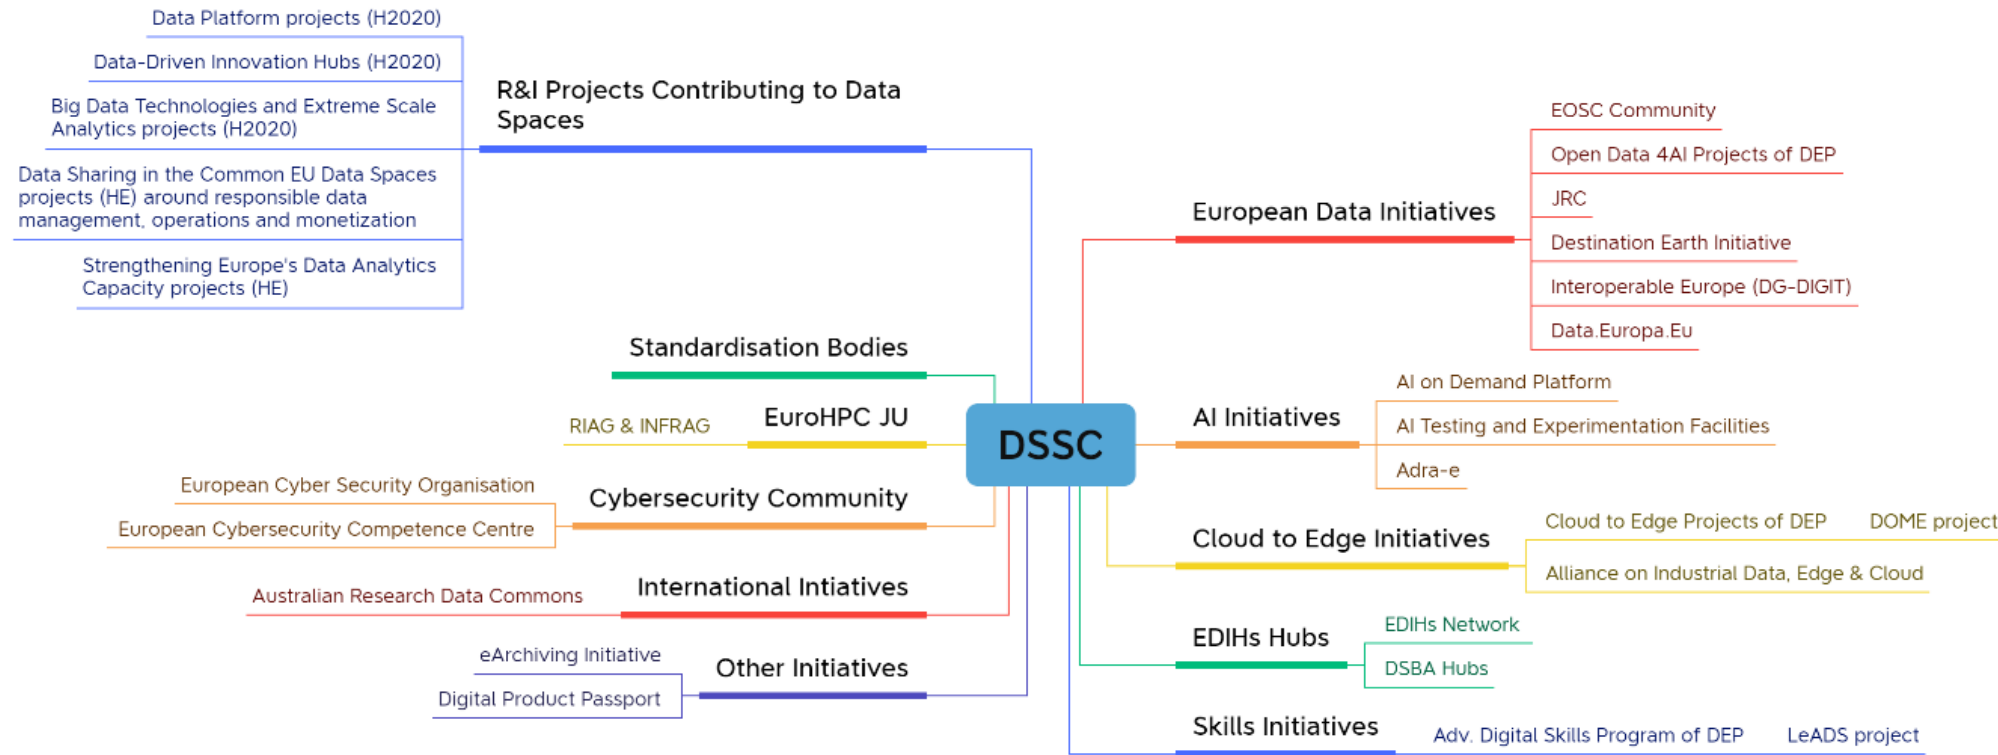 Data Platform projects (H2020)
Data-Driven Innovation Hubs (H2020)
Big Data Technologies and Extreme Scale
Analytics projects (H2020)
Data Sharing in the Common EU Data Spaces
projects (HE) around responsible data
management, operations and monetization
Strengthening Europe's Data Analytics
Capacity projects (HE)
R&I Projects Contributing to Data
Spaces
Standardisation Bodies
RIAG & INFRAG
EuroHPC JU
European Cyber Security Organisation
European Cybersecurity Competence Centre
Cybersecurity Community
Australian Research Data Commons
International Intiatives
eArchiving Initiative
Digital Product Passport
Other Initiatives
DSSC
European Data Initiatives
EOSC Community
Open Data 4AI Projects of DEP
JRC
Destination Earth Initiative
Interoperable Europe (DG-DIGIT)
Data.Europa.Eu
AI Initiatives
AI on Demand Platform
AI Testing and Experimentation Facilities
Adra-e
Cloud to Edge Initiatives
Cloud to Edge Projects of DEP
DOME project
Alliance on Industrial Data, Edge & Cloud
EDIHs Hubs
EDIHs Network
DSBA Hubs
Skills Initiatives
Adv. Digital Skills Program of DEP
LeADS project